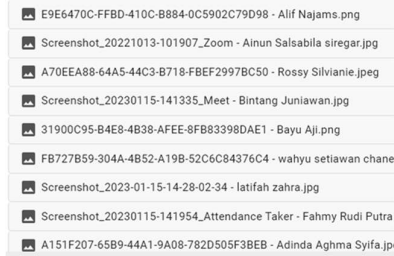 E9E6470C-FFBD-410C-B884-0C5902C79D98 - Alif Najams.png
Screenshot_20221013-101907_Zoom - Ainun Salsabila siregar.jpg
A70EEA88-64A5-44C3-B718-FBEF2997BC50 - Rossy Silvianie.jpeg
Screenshot_20230115-141335_Meet - Bintang Juniawan.jpg
31900C95-B4E8-4B38-AFEE-8FB83398DAE1 - Bayu Aji.png
FB727B59-304A-4B52-A19B-52C6C84376C4 - wahyu setiawan chane
Screenshot_2023-01-15-14-28-02-34 - latifah zahra.jpg
Screenshot_20230115-141954_Attendance Taker - Fahmy Rudi Putra
A151F207-65B9-44A1-9A08-782D505F3BEB - Adinda Aghma Syifa.jp